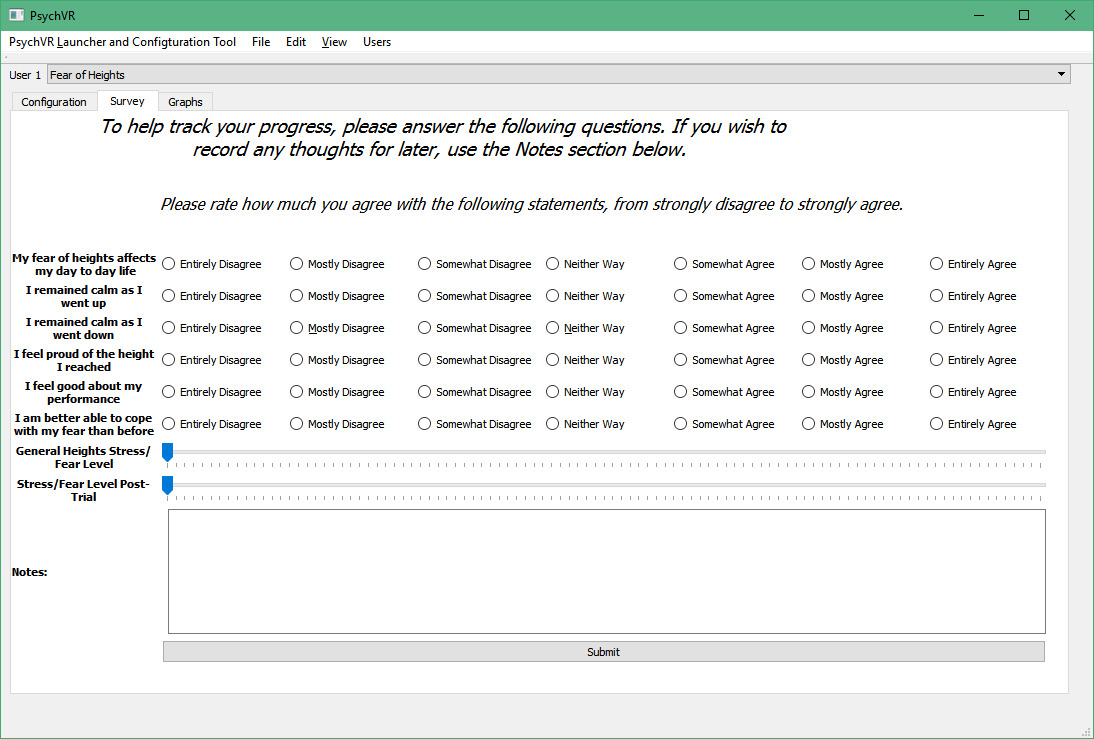 PsychVR
PsychVR Launcher and Configturation Tool File Edit View Users
User 1 Fear of Heights
Configuration Survey Graphs
To help track your progress, please answer the following questions. If you wish to
record any thoughts for later, use the Notes section below.
Please rate how much you agree with the following statements, from strongly disagree to strongly agree.
My fear of heights affects
my day to day life
Entirely Disagree Mostly Disagree Somewhat Disagree Neither Way Somewhat Agree Mostly Agree Entirely Agree
I remained calm as I
went up
Entirely Disagree Mostly Disagree Somewhat Disagree Neither Way Somewhat Agree Mostly Agree Entirely Agree
I remained calm as I
went down
Entirely Disagree Mostly Disagree Somewhat Disagree Neither Way Somewhat Agree Mostly Agree Entirely Agree
I feel proud of the height
I reached
Entirely Disagree Mostly Disagree Somewhat Disagree Neither Way Somewhat Agree Mostly Agree Entirely Agree
I feel good about my
performance
Entirely Disagree Mostly Disagree Somewhat Disagree Neither Way Somewhat Agree Mostly Agree Entirely Agree
I am better able to cope
with my fear than before
Entirely Disagree Mostly Disagree Somewhat Disagree Neither Way Somewhat Agree Mostly Agree Entirely Agree
General Heights Stress/
Fear Level
Stress/Fear Level Post-
Trial
Notes:
Submit